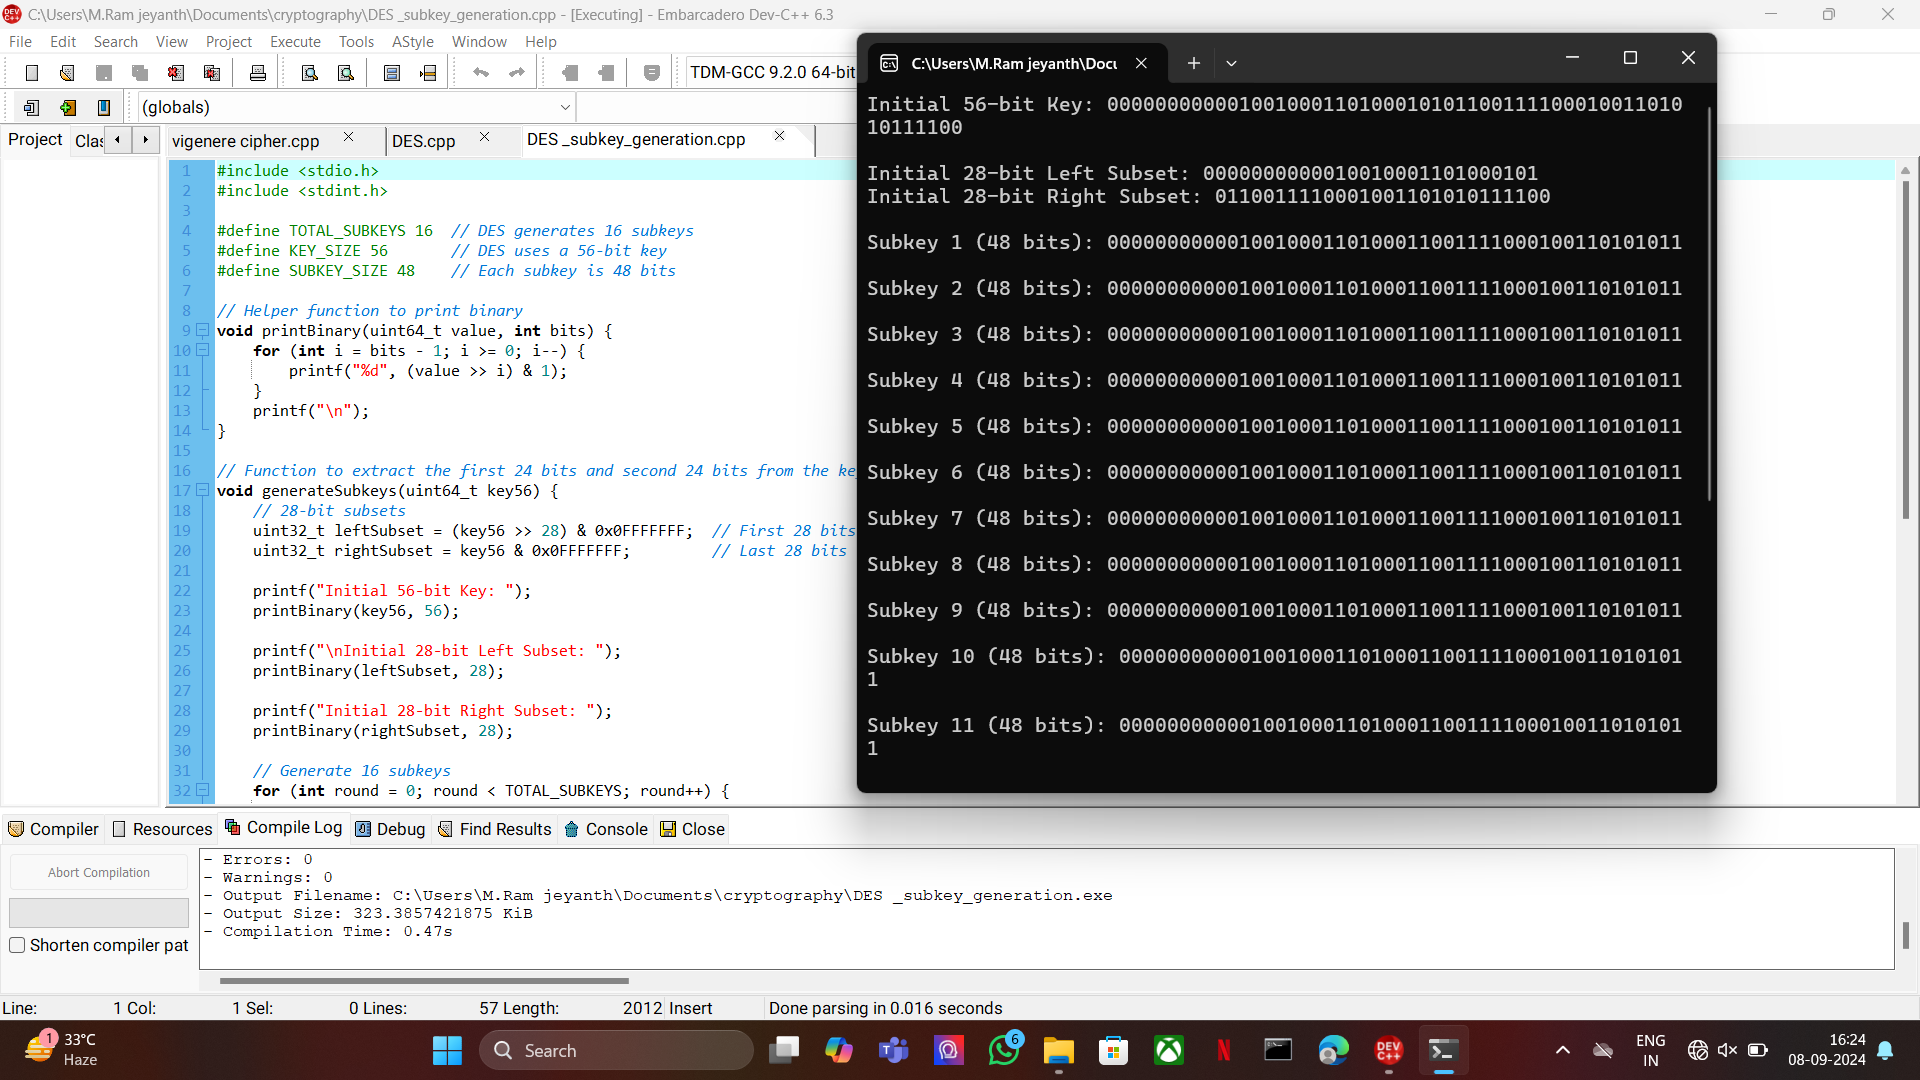 C:\Users\M.Ram jeyanth\Documents\cryptography\DES _subkey_generation.cpp - [Executing] - Embarcadero Dev-C++ 6.3
File Edit Search View Project Execute Tools AStyle Window Help
TDM-GCC 9.2.0 64-bit
(globals)
Project Clas
vigenere cipher.cpp DES.cpp DES _subkey_generation.cpp
1 #include <stdio.h>
2 #include <stdint.h>
3
4 #define TOTAL_SUBKEYS 16 // DES generates 16 subkeys
5 #define KEY_SIZE 56 // DES uses a 56-bit key
6 #define SUBKEY_SIZE 48 // Each subkey is 48 bits
7
8 // Helper function to print binary
9 void printBinary(uint64_t value, int bits) {
10 for (int i = bits - 1; i >= 0; i--) {
11 printf("%d", (value >> i) & 1);
12 }
13 printf("\n");
14 }
15
16 // Function to extract the first 24 bits and second 24 bits from the ke
17 void generateSubkeys(uint64_t key56) {
18 // 28-bit subsets
19 uint32_t leftSubset = (key56 >> 28) & 0x0FFFFFFF; // First 28 bits
20 uint32_t rightSubset = key56 & 0x0FFFFFFF; // Last 28 bits
21
22 printf("Initial 56-bit Key: ");
23 printBinary(key56, 56);
24
25 printf("\nInitial 28-bit Left Subset: ");
26 printBinary(leftSubset, 28);
27
28 printf("Initial 28-bit Right Subset: ");
29 printBinary(rightSubset, 28);
30
31 // Generate 16 subkeys
32 for (int round = 0; round < TOTAL_SUBKEYS; round++) {
C:\Users\M.Ram jeyanth\Docu
Initial 56-bit Key: 000000000001001000110100010101100111100010011010
10111100
Initial 28-bit Left Subset: 0000000000010010001101000101
Initial 28-bit Right Subset: 0110011110001001101010111100
Subkey 1 (48 bits): 000000000001001000110100011001111000100110101011
Subkey 2 (48 bits): 000000000001001000110100011001111000100110101011
Subkey 3 (48 bits): 000000000001001000110100011001111000100110101011
Subkey 4 (48 bits): 000000000001001000110100011001111000100110101011
Subkey 5 (48 bits): 000000000001001000110100011001111000100110101011
Subkey 6 (48 bits): 000000000001001000110100011001111000100110101011
Subkey 7 (48 bits): 000000000001001000110100011001111000100110101011
Subkey 8 (48 bits): 000000000001001000110100011001111000100110101011
Subkey 9 (48 bits): 000000000001001000110100011001111000100110101011
Subkey 10 (48 bits): 00000000000100100011010001100111100010011010101
1
Subkey 11 (48 bits): 00000000000100100011010001100111100010011010101
1
Compiler Resources Compile Log Debug Find Results Console Close
Abort Compilation
Shorten compiler pat
- Errors: 0
- Warnings: 0
- Output Filename: C:\Users\M.Ram jeyanth\Documents\cryptography\DES _subkey_generation.exe
- Output Size: 323.3857421875 KiB
- Compilation Time: 0.47s
Line: 1 Col: 1 Sel: 0 Lines: 57 Length: 2012 Insert Done parsing in 0.016 seconds
1
33°C
Haze
Search
6
DEV C++
ENG
IN
16:24
08-09-2024